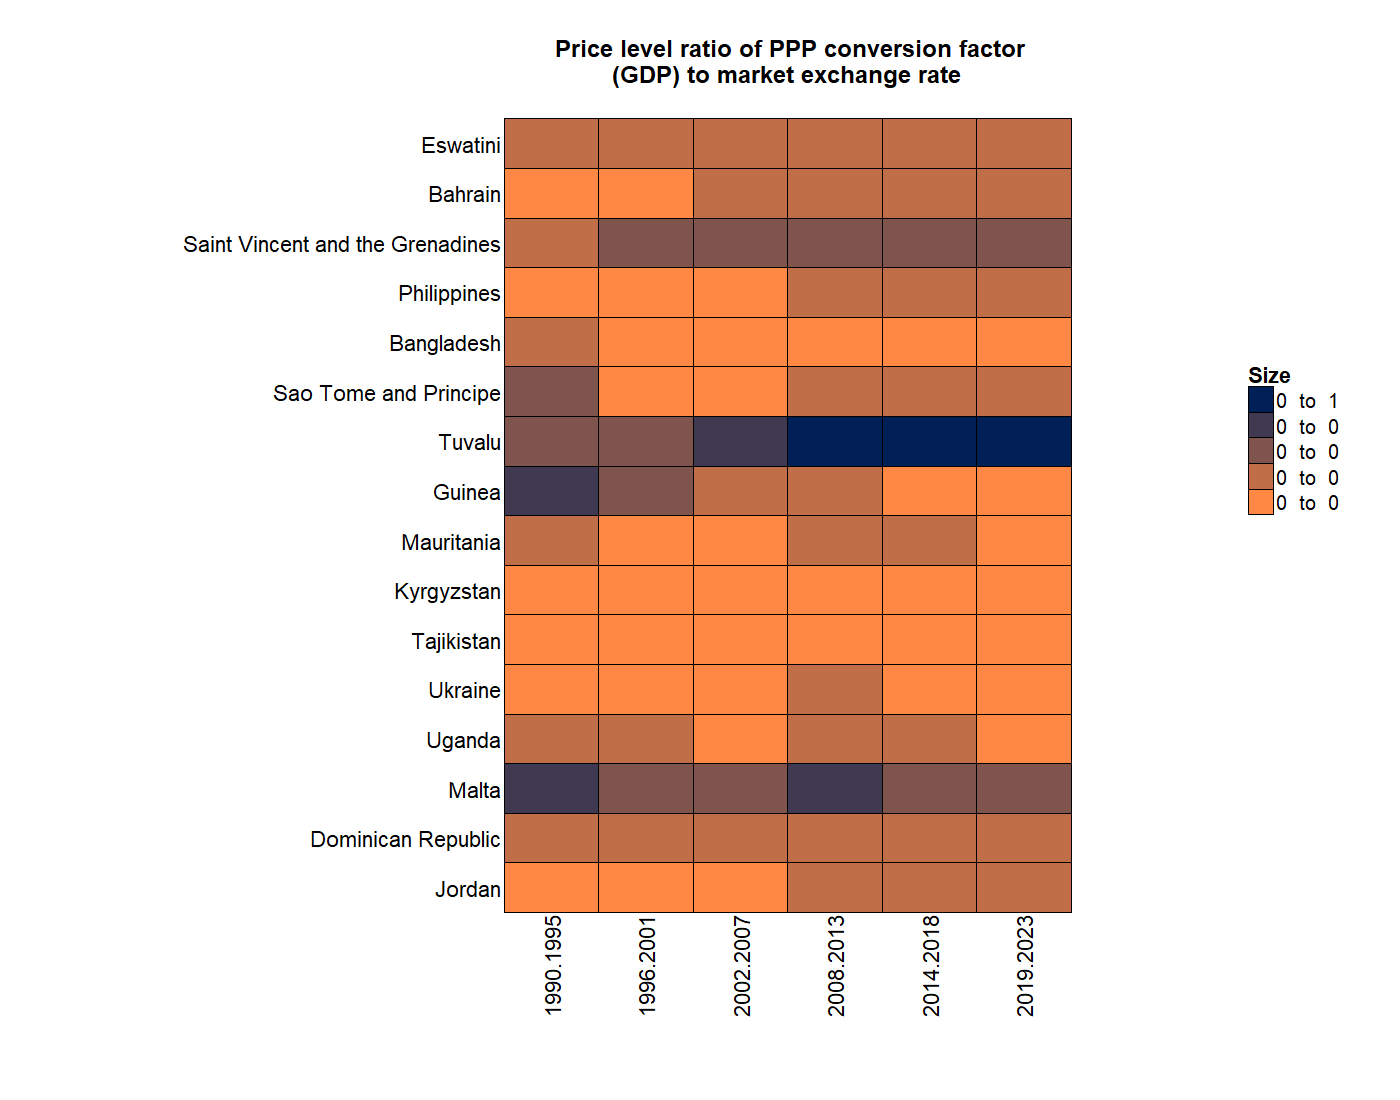 Price level ratio of PPP conversion factor
(GDP) to market exchange rate
Eswatini
Bahrain
Saint Vincent and the Grenadines
Philippines
Bangladesh
Sao Tome and Principe
Tuvalu
Guinea
Mauritania
Kyrgyzstan
Tajikistan
Ukraine
Uganda
Malta
Dominican Republic
Jordan
1990.1995
1996.2001
2002.2007
2008.2013
2014.2018
2019.2023
Size
0 to 1
0 to 0
0 to 0
0 to 0
0 to 0